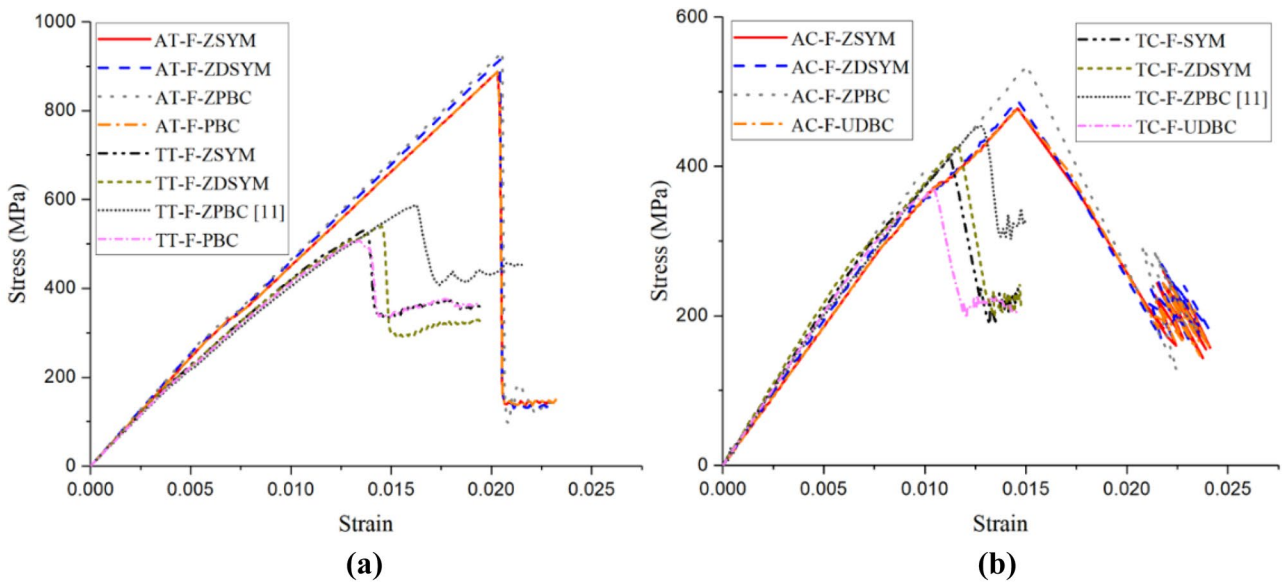 1000
800
600
400
200
0
Stress (MPa)
AT-F-ZSYM
AT-F-ZDSYM
AT-F-ZPBC
AT-F-PBC
TT-F-ZSYM
TT-F-ZDSYM
TT-F-ZPBC [11]
TT-F-PBC
0.000 0.005 0.010 0.015 0.020 0.025
Strain
(a)
600
400
200
0
Stress (MPa)
AC-F-ZSYM
AC-F-ZDSYM
AC-F-ZPBC
AC-F-UDBC
TC-F-SYM
TC-F-ZDSYM
TC-F-ZPBC [11]
TC-F-UDBC
0.000 0.005 0.010 0.015 0.020 0.025
Strain
(b)